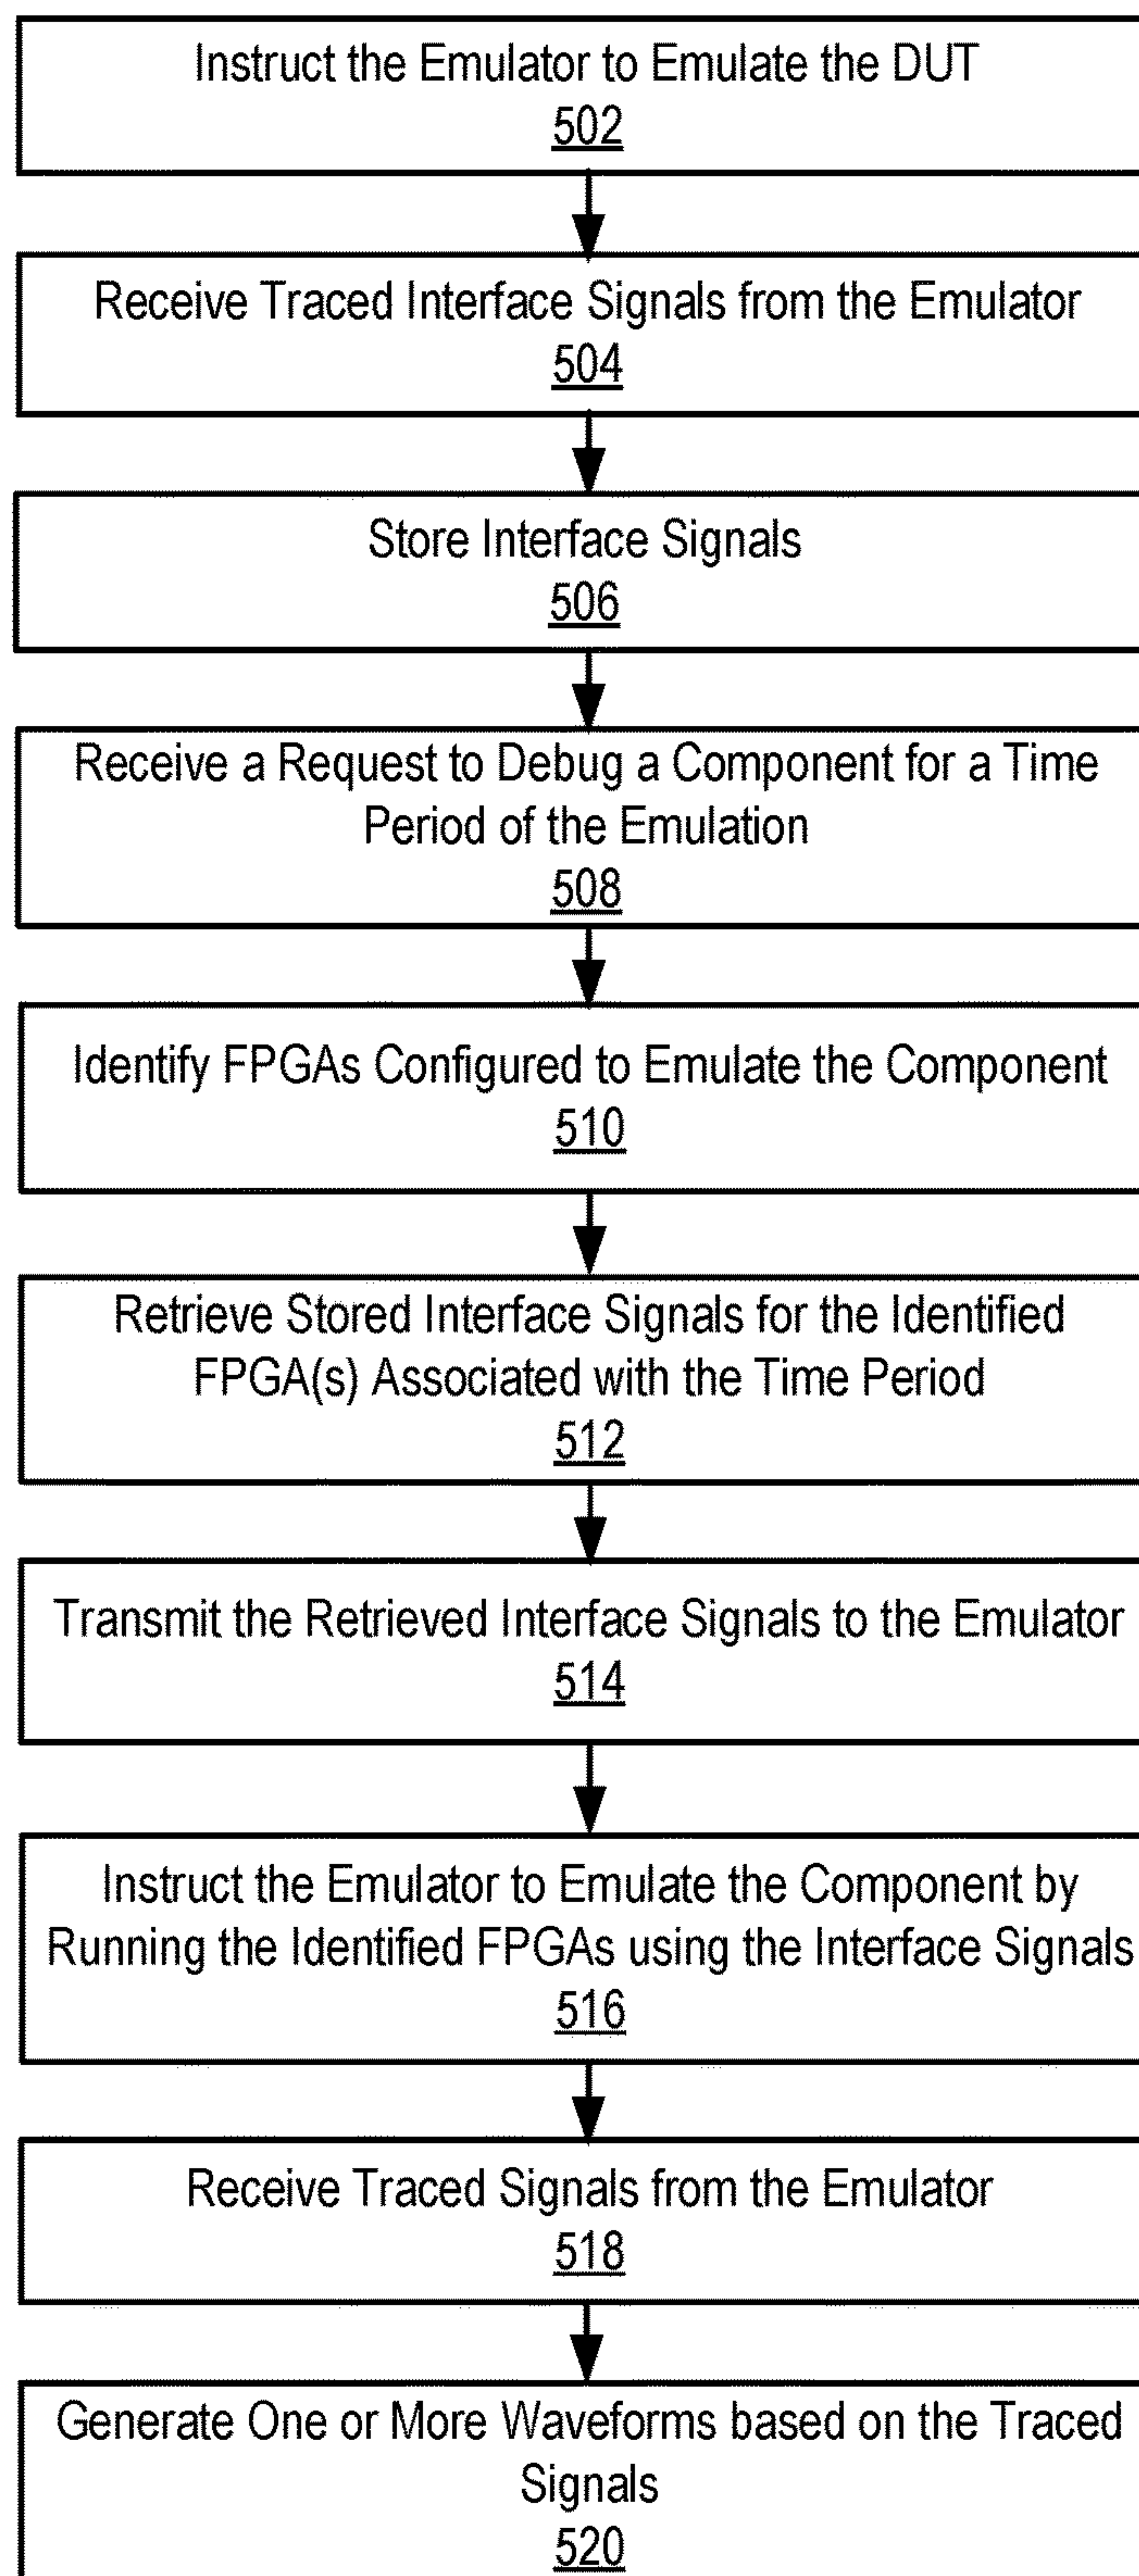 Instruct the Emulator to Emulate the DUT
502
Receive Traced Interface Signals from the Emulator
504
Store Interface Signals
506
Receive a Request to Debug a Component for a Time
Period of the Emulation
508
Identify FPGAs Configured to Emulate the Component
510
Retrieve Stored Interface Signals for the Identified
FPGA(s) Associated with the Time Period
512
Transmit the Retrieved Interface Signals to the Emulator
514
Instruct the Emulator to Emulate the Component by
Running the Identified FPGAs using the Interface Signals
516
Receive Traced Signals from the Emulator
518
Generate One or More Waveforms based on the Traced
Signals
520